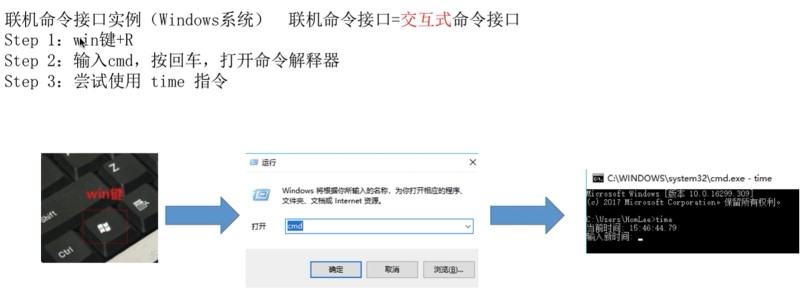 联机命令接口实例（Windows系统） 联机命令接口=交互式命令接口
Step 1：win键+R
Step 2：输入cmd，按回车，打开命令解释器
Step 3：尝试使用 time 指令
Z
win键
Shift
Ctrl
运行
Windows 将根据你所输入的名称，为你打开相应的程序、
文件夹、文档或 Internet 资源。
打开
cmd
确定 取消 浏览(B)...
C:\WINDOWS\system32\cmd.exe - time
Microsoft Windows [版本 10.0.16299.309]
(c) 2017 Microsoft Corporation。保留所有权利。
C:\Users\HomLee>time
当前时间: 15:46:44.79
输入新时间: